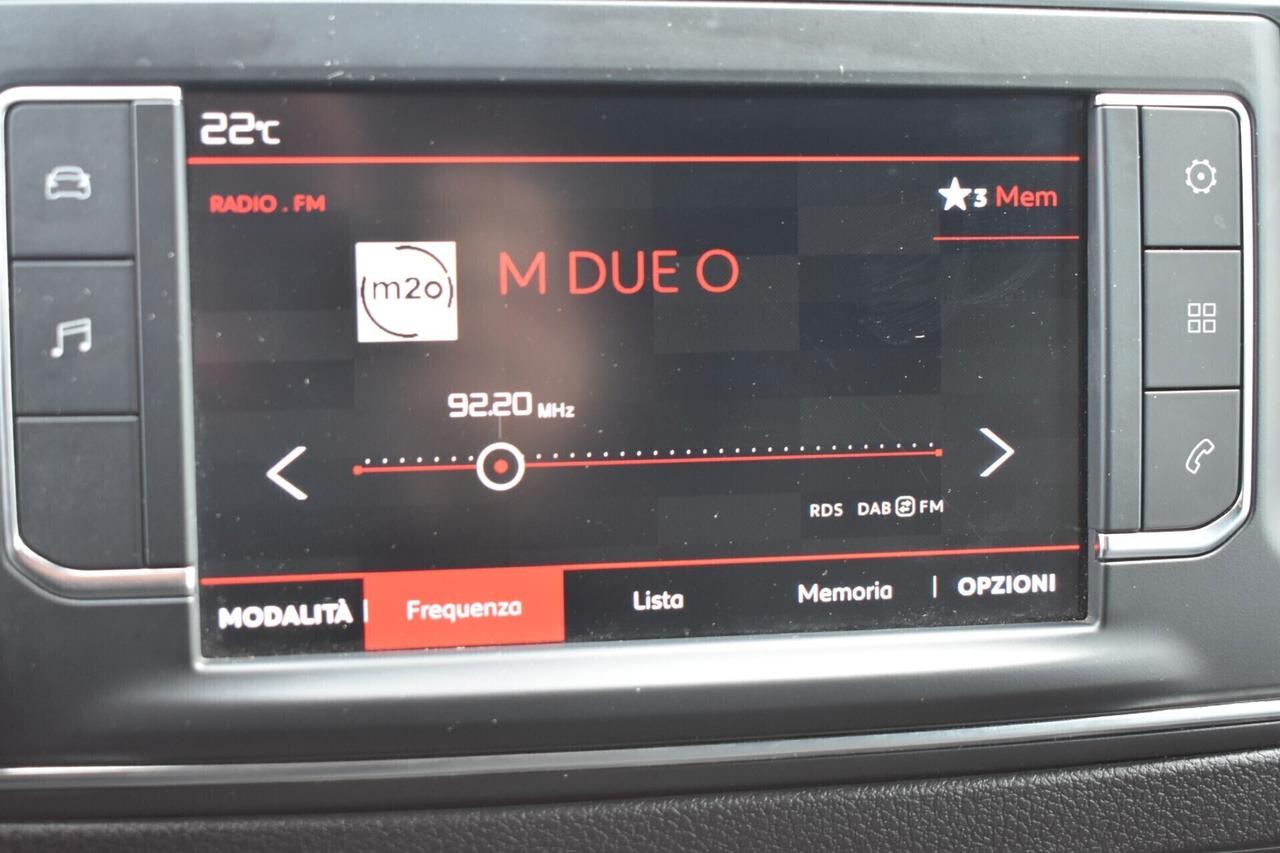 22°C
RADIO . FM
3 Mem
(m2o)
M DUE O
92.20 MHz
RDS DAB FM
MODALITÀ | Frequenza Lista Memoria | OPZIONI